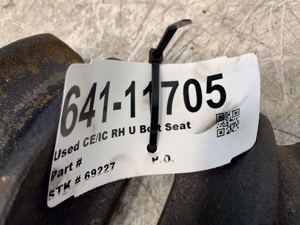 641-11705
Used CE/IC RH U Bolt Seat
Part #
P.O.
STK # 69227